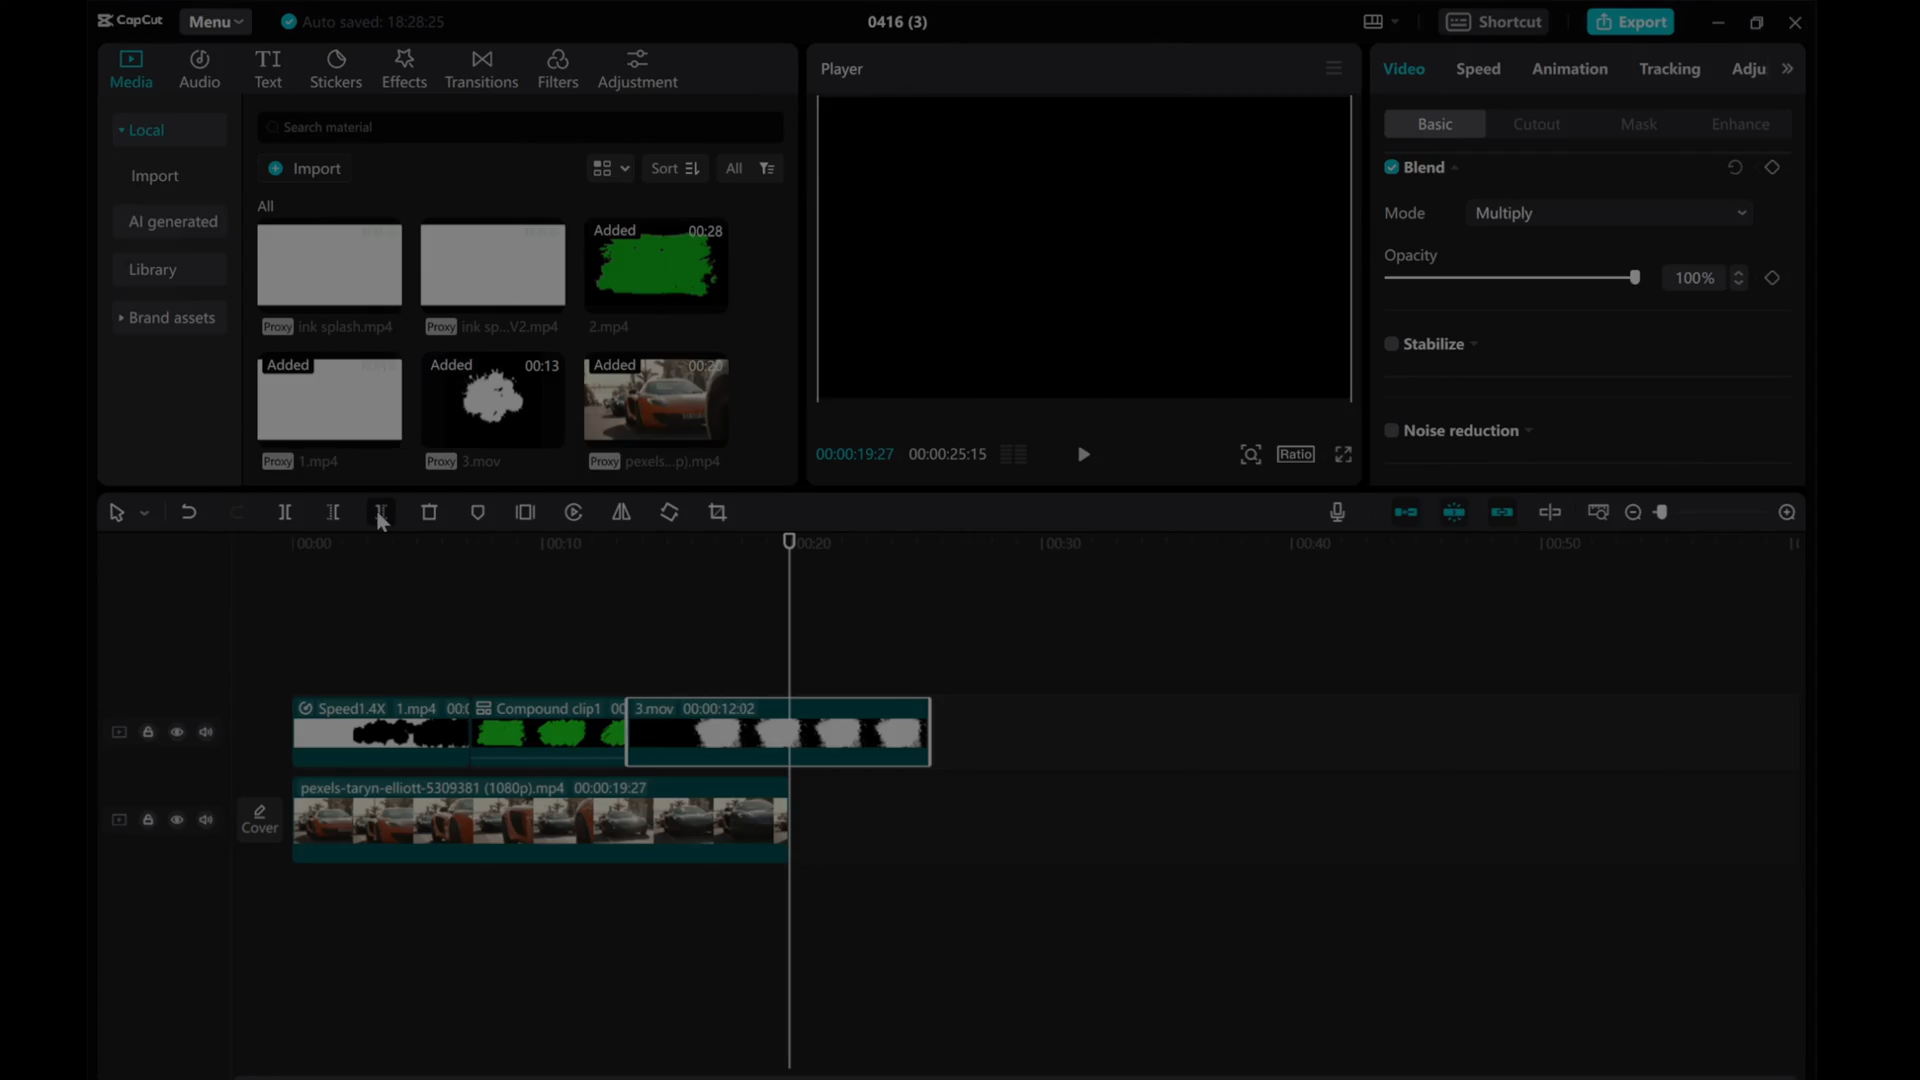 CapCut
Menu
Auto saved: 18:28:25
0416 (3)
Shortcut
Export
Media
Audio
TI
Text
Stickers
Effects
Transitions
Filters
Adjustment
Player
Video
Speed
Animation
Tracking
Adju
Local
Import
AI generated
Library
Brand assets
Search material
Import
Sort
All
All
Added 00:28
Proxy ink splash.mp4
Proxy ink sp...V2.mp4
2.mp4
Added
Added 00:13
Added
Proxy 1.mp4
Proxy 3.mov
Proxy pexels...p).mp4
00:00:19:27 00:00:25:15
Ratio
Basic
Cutout
Mask
Enhance
Blend
Mode
Multiply
Opacity
100%
Stabilize
Noise reduction
00:00
00:10
00:20
00:30
00:40
00:50
Speed1.4X 1.mp4
Compound clip1
3.mov 00:00:12:02
pexels-taryn-elliott-5309381 (1080p).mp4 00:00:19:27
Cover